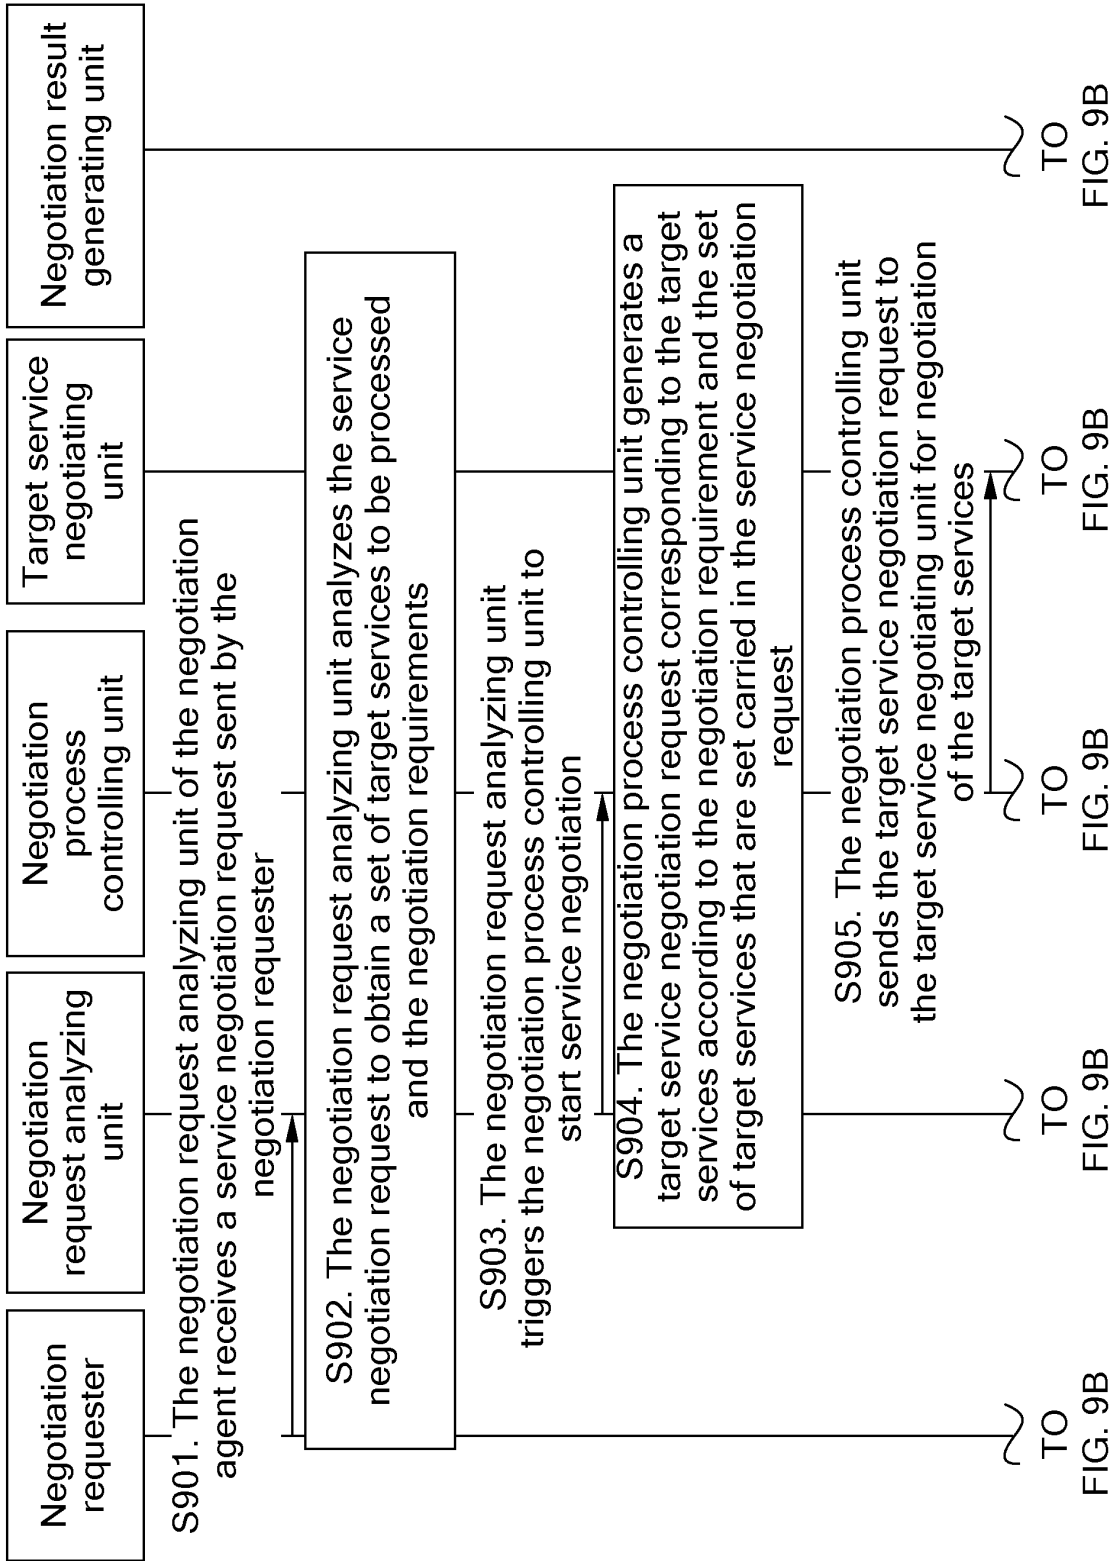 Negotiation
requester
Negotiation
request analyzing
unit
Negotiation
process
controlling unit
Target service
negotiating
unit
Negotiation result
generating unit
S901. The negotiation request analyzing unit of the negotiation
agent receives a service negotiation request sent by the
negotiation requester
S902. The negotiation request analyzing unit analyzes the service
negotiation request to obtain a set of target services to be processed
and the negotiation requirements
S903. The negotiation request analyzing unit
triggers the negotiation process controlling unit to
start service negotiation
S904. The negotiation process controlling unit generates a
target service negotiation request corresponding to the target
services according to the negotiation requirement and the set
of target services that are set carried in the service negotiation
request
S905. The negotiation process controlling unit
sends the target service negotiation request to
the target service negotiating unit for negotiation
of the target services
TO
FIG. 9B
TO
FIG. 9B
TO
FIG. 9B
TO
FIG. 9B
TO
FIG. 9B